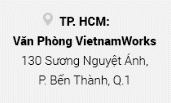 TP. HCM:
Văn Phòng VietnamWorks
130 Sương Nguyệt Ánh,
P. Bến Thành, Q.1